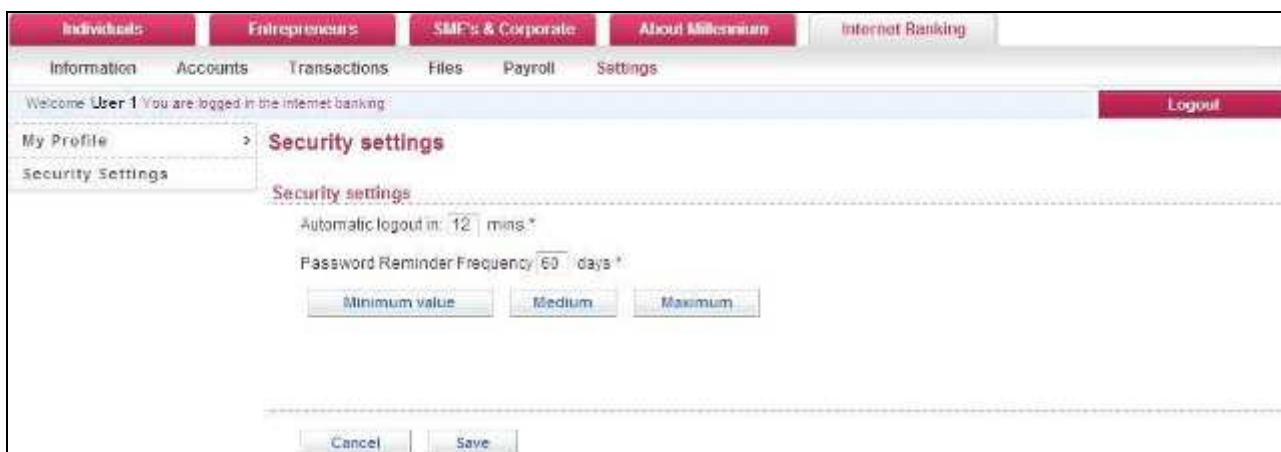 Individuals Entrepreneurs SME's & Corporate About Millennium Internet Banking
Information Accounts Transactions Files Payroll Settings
Welcome User 1 You are logged in the internet banking Logout
My Profile > Security settings
Security Settings
Security settings
Automatic logout in: 12 mins.*
Password Reminder Frequency 60 days *
Minimum value Medium Maximum
Cancel Save